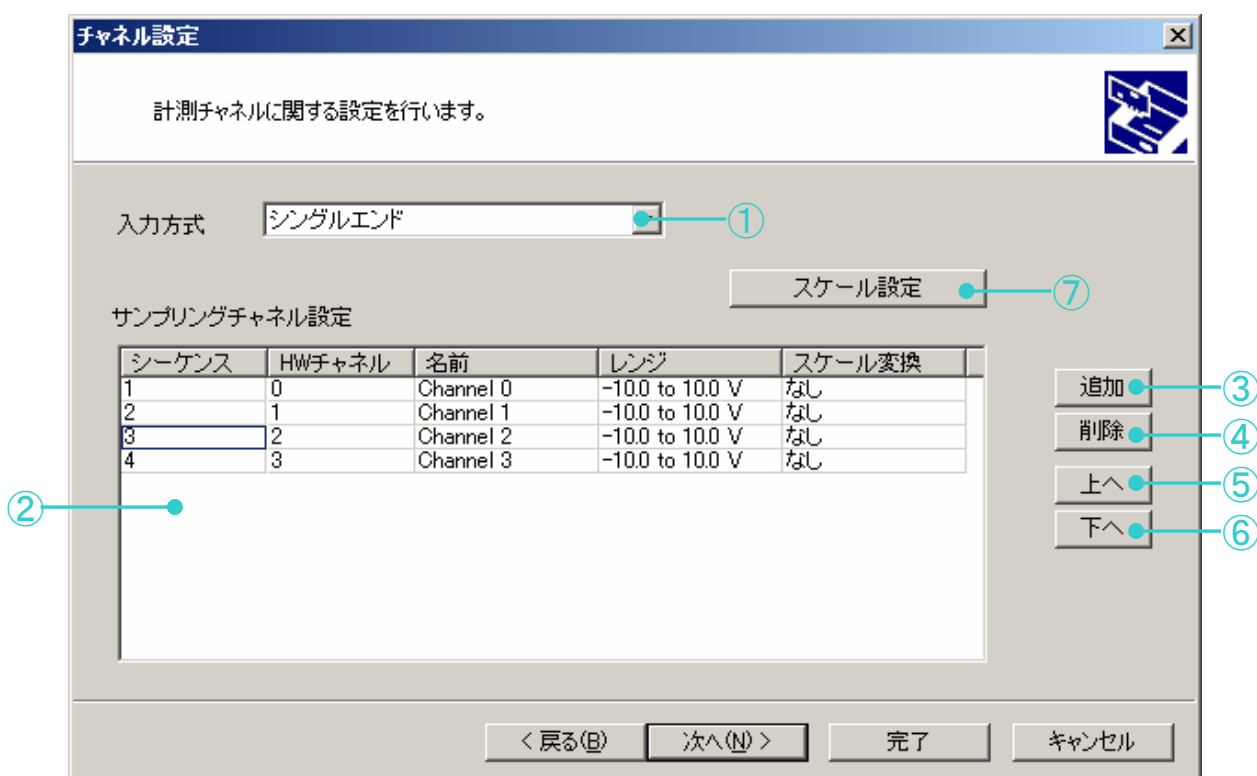 チャネル設定
計測チャネルに関する設定を行います。
入力方式 シングルエンド ①
スケール設定 ⑦
サンプリングチャネル設定
シーケンス HWチャネル 名前 レンジ スケール変換
1 0 Channel 0 -10.0 to 10.0 V なし
2 1 Channel 1 -10.0 to 10.0 V なし
3 2 Channel 2 -10.0 to 10.0 V なし
4 3 Channel 3 -10.0 to 10.0 V なし
追加 ③
削除 ④
上へ ⑤
下へ ⑥
②
< 戻る(B) 次へ(N) > 完了 キャンセル